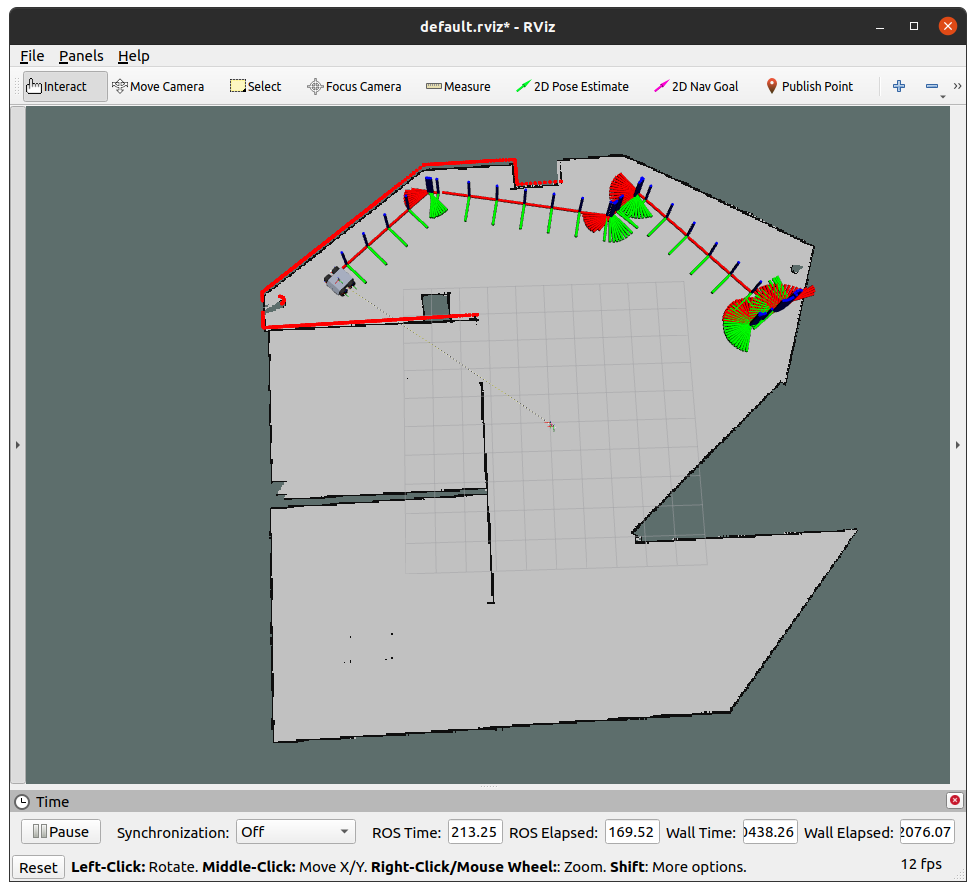 default.rviz* - RViz
File Panels Help
Interact Move Camera Select Focus Camera Measure 2D Pose Estimate 2D Nav Goal Publish Point
Time
Pause Synchronization: Off ROS Time: 213.25 ROS Elapsed: 169.52 Wall Time: 0438.26 Wall Elapsed: 2076.07
Reset Left-Click: Rotate. Middle-Click: Move X/Y. Right-Click/Mouse Wheel:: Zoom. Shift: More options. 12 fps